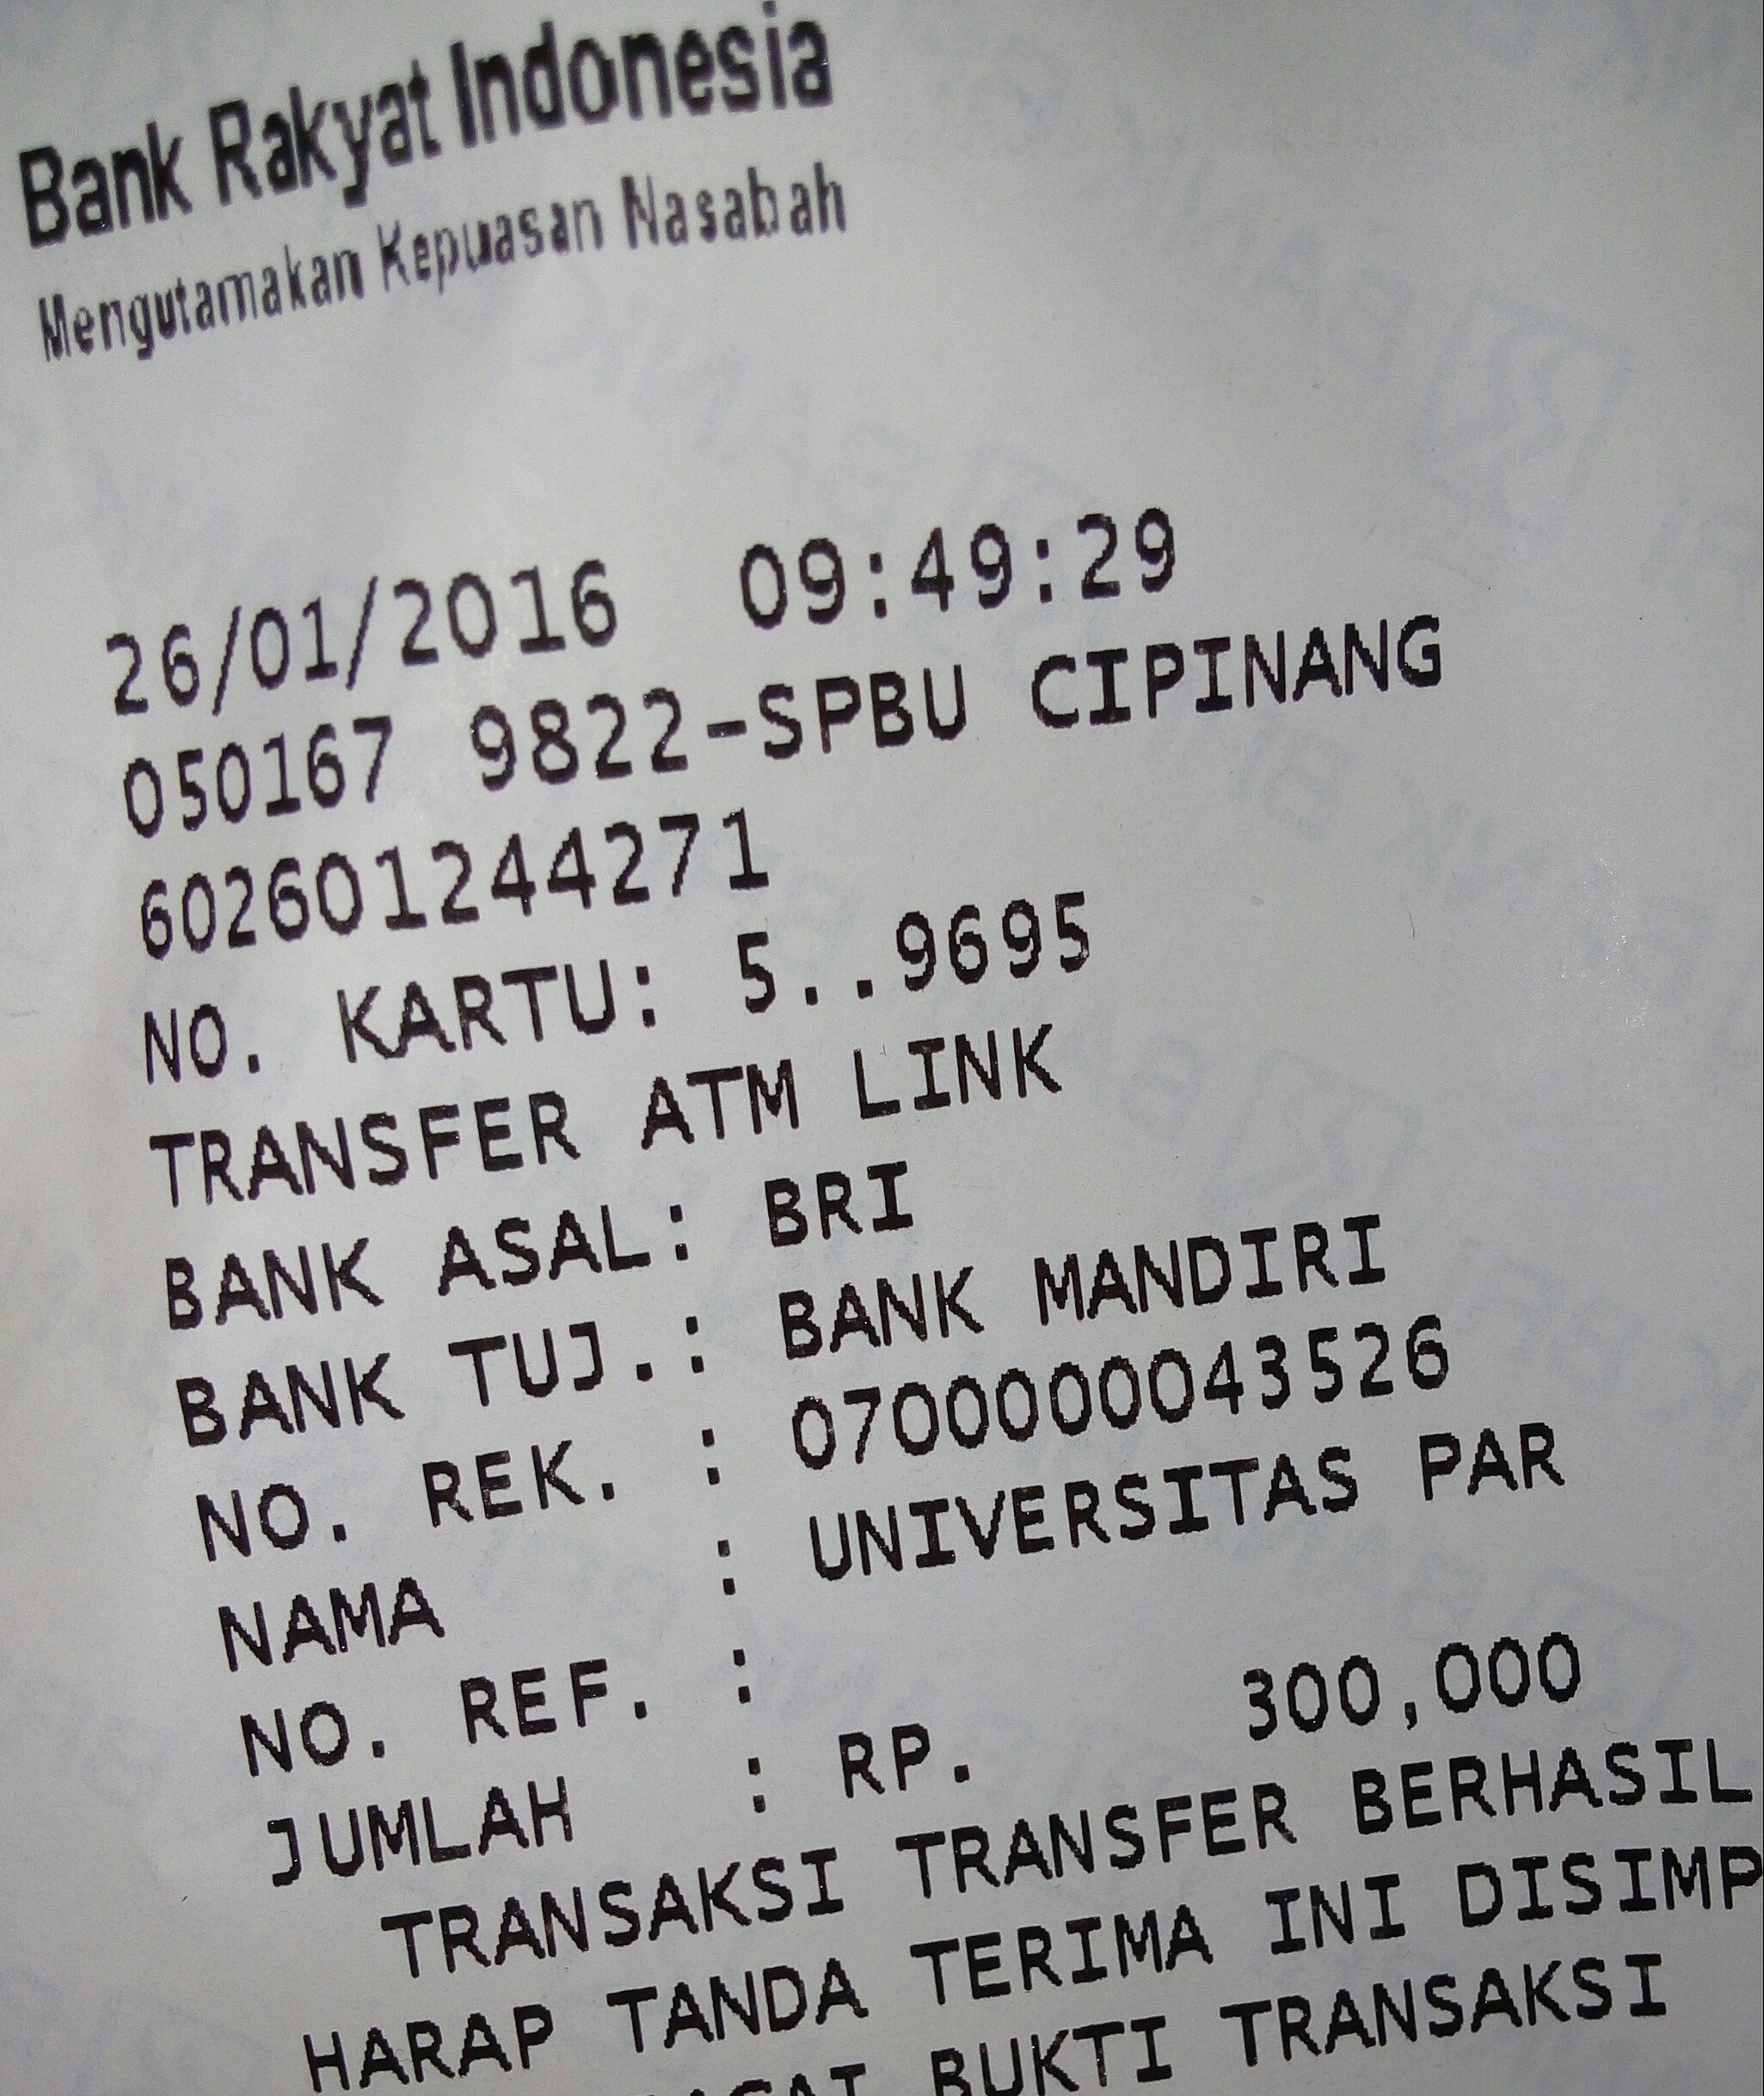 Bank Rakyat Indonesia
Mengutamakan Kepuasan Nasabah
26/01/2016 09:49:29
050167 9822-SPBU CIPINANG
602601244271
NO. KARTU: 5..9695
TRANSFER ATM LINK
BANK ASAL: BRI
BANK TUJ.: BANK MANDIRI
NO. REK. : 0700000043526
NAMA : UNIVERSITAS PAR
NO. REF. :
JUMLAH : RP. 300,000
TRANSAKSI TRANSFER BERHASIL
HARAP TANDA TERIMA INI DISIMP
BUKTI TRANSAKSI